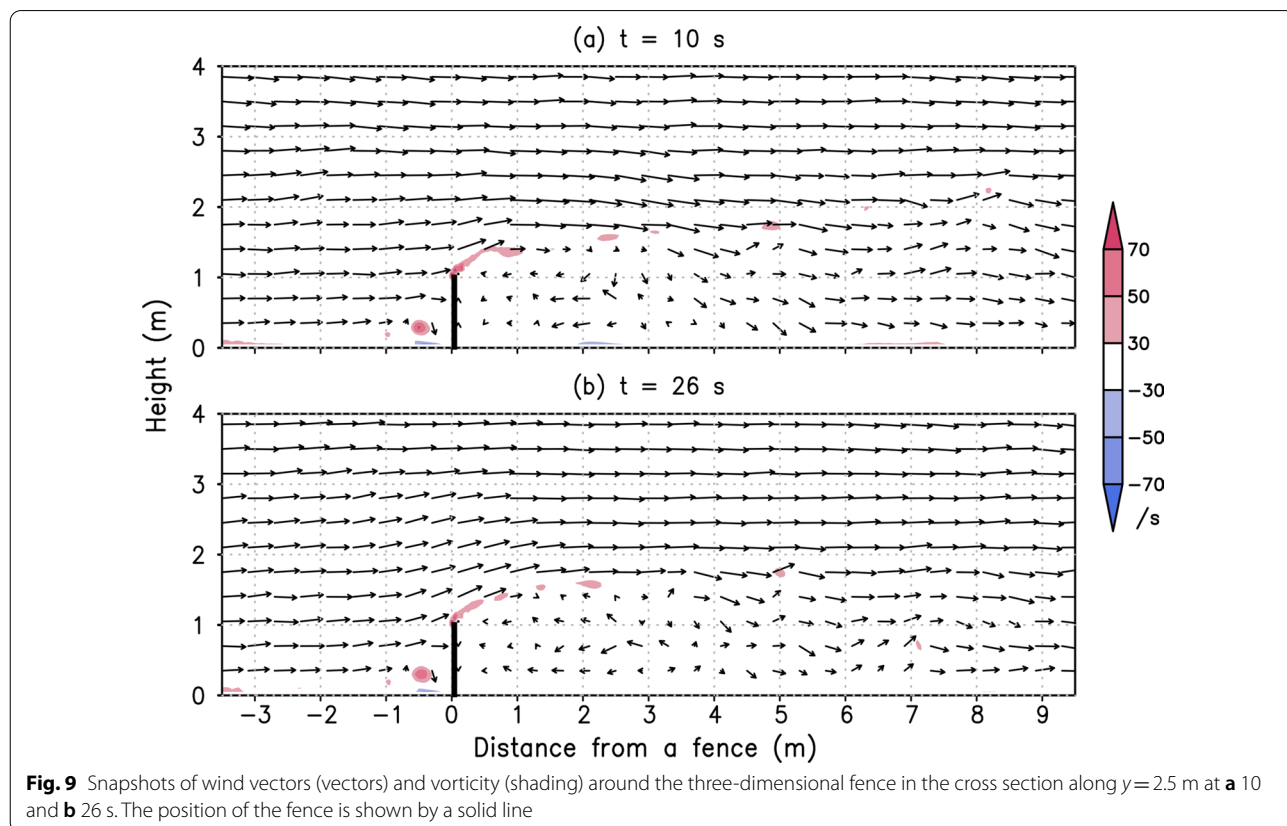 (a) t = 10 s
4
3
2
1
0
Height (m)
(b) t = 26 s
4
3
2
1
0
−3 −2 −1 0 1 2 3 4 5 6 7 8 9
Distance from a fence (m)
70
50
30
−30
−50
−70
/s
Fig. 9 Snapshots of wind vectors (vectors) and vorticity (shading) around the three-dimensional fence in the cross section along y = 2.5 m at a 10
and b 26 s. The position of the fence is shown by a solid line